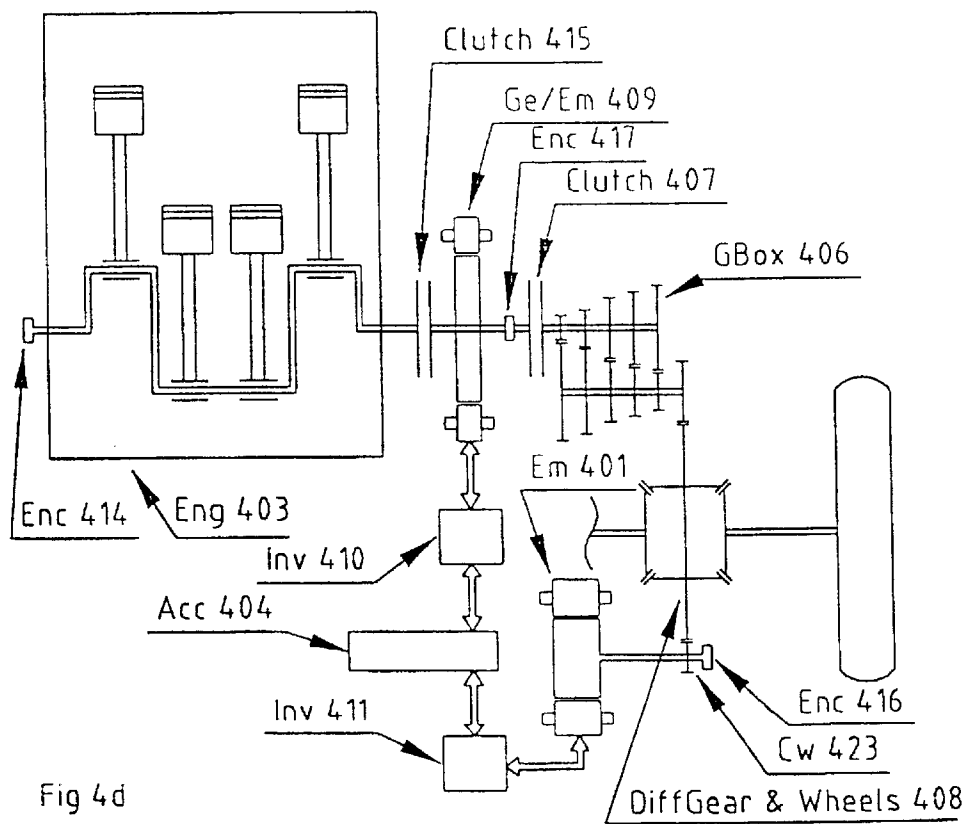 Clutch 415
Ge/Em 409
Enc 417
Clutch 407
GBox 406
Em 401
Enc 414
Eng 403
Inv 410
Acc 404
Inv 411
Enc 416
Cw 423
Fig 4d
DiffGear & Wheels 408